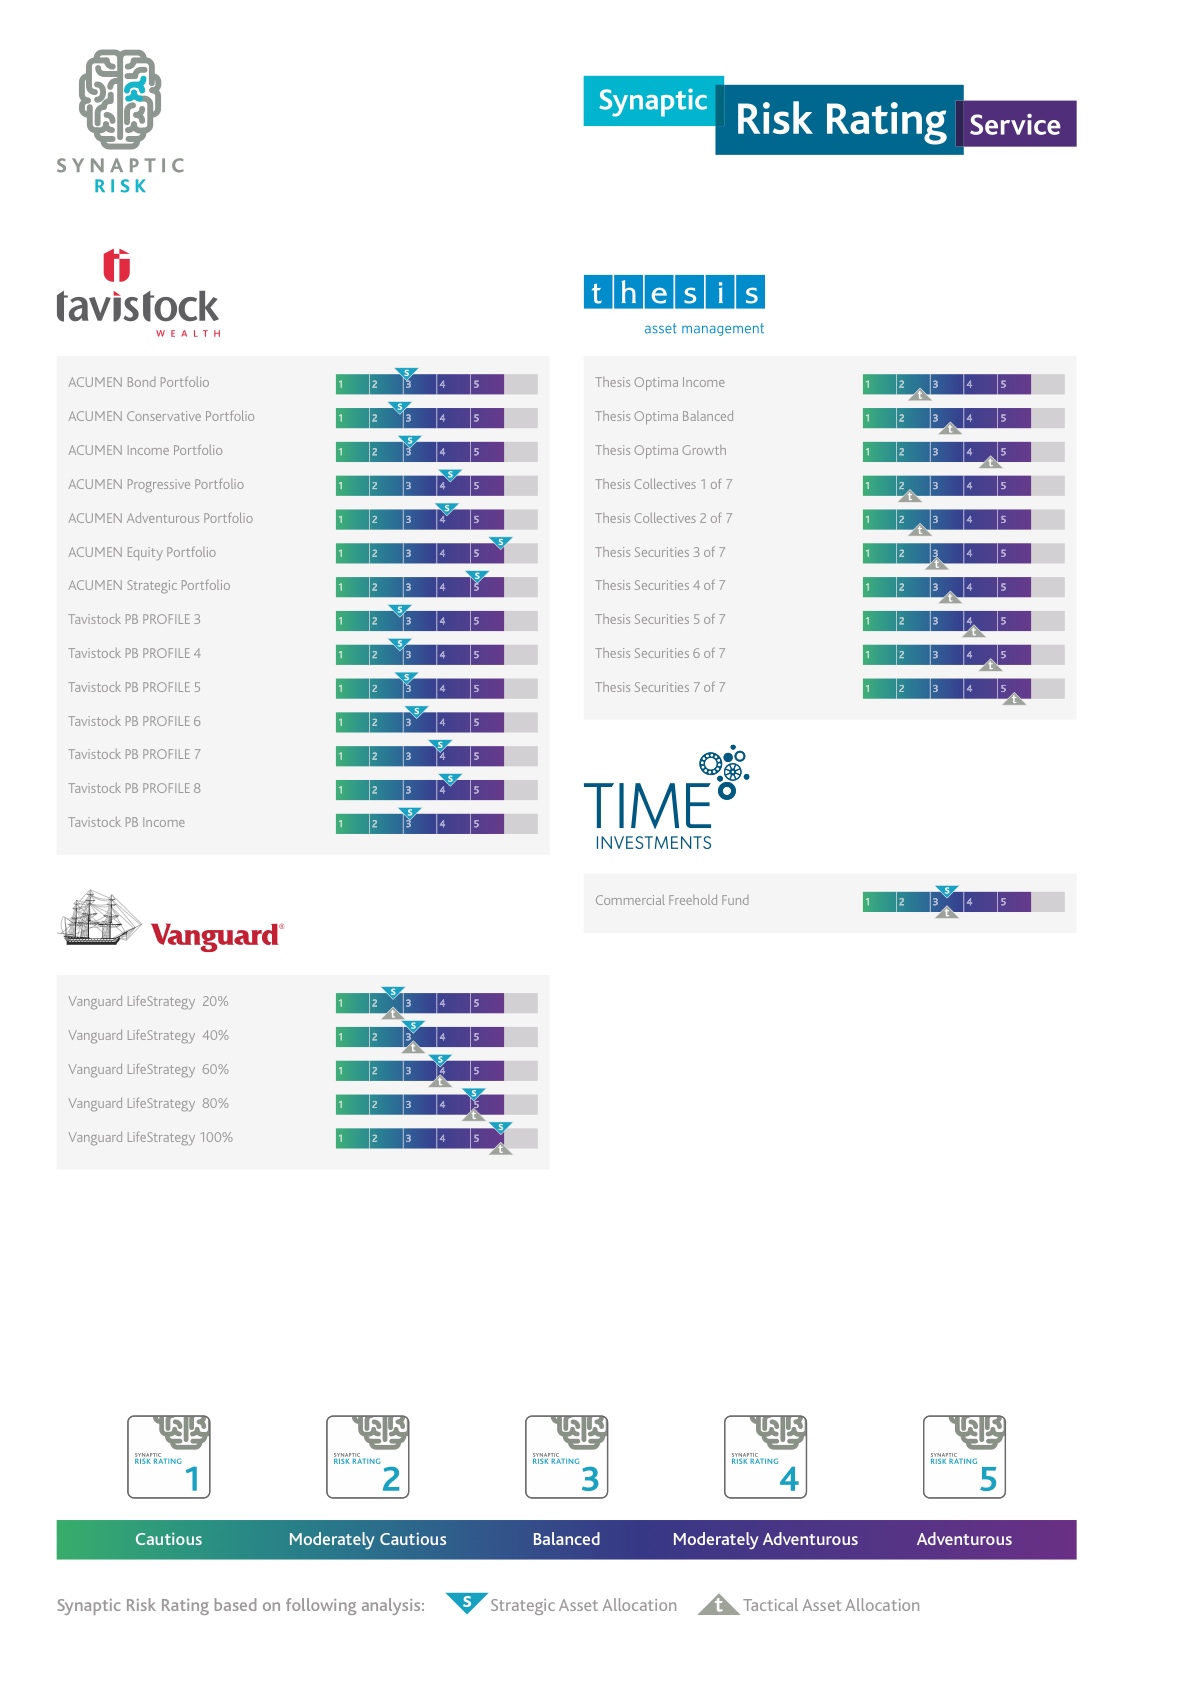 SYNAPTIC
RISK
Synaptic Risk Rating Service
tavistock
WEALTH
ACUMEN Bond Portfolio 1 2 3 4 5 s
ACUMEN Conservative Portfolio 1 2 3 4 5 s
ACUMEN Income Portfolio 1 2 3 4 5 s
ACUMEN Progressive Portfolio 1 2 3 4 5 s
ACUMEN Adventurous Portfolio 1 2 3 4 5 s
ACUMEN Equity Portfolio 1 2 3 4 5 s
ACUMEN Strategic Portfolio 1 2 3 4 5 s
Tavistock PB PROFILE 3 1 2 3 4 5 s
Tavistock PB PROFILE 4 1 2 3 4 5 s
Tavistock PB PROFILE 5 1 2 3 4 5 s
Tavistock PB PROFILE 6 1 2 3 4 5 s
Tavistock PB PROFILE 7 1 2 3 4 5 s
Tavistock PB PROFILE 8 1 2 3 4 5 s
Tavistock PB Income 1 2 3 4 5 s
Vanguard®
Vanguard LifeStrategy 20% 1 2 3 4 5 s t
Vanguard LifeStrategy 40% 1 2 3 4 5 s t
Vanguard LifeStrategy 60% 1 2 3 4 5 s t
Vanguard LifeStrategy 80% 1 2 3 4 5 s t
Vanguard LifeStrategy 100% 1 2 3 4 5 s t
thesis
asset management
Thesis Optima Income 1 2 3 4 5 t
Thesis Optima Balanced 1 2 3 4 5 t
Thesis Optima Growth 1 2 3 4 5 t
Thesis Collectives 1 of 7 1 2 3 4 5 t
Thesis Collectives 2 of 7 1 2 3 4 5 t
Thesis Securities 3 of 7 1 2 3 4 5 t
Thesis Securities 4 of 7 1 2 3 4 5 t
Thesis Securities 5 of 7 1 2 3 4 5 t
Thesis Securities 6 of 7 1 2 3 4 5 t
Thesis Securities 7 of 7 1 2 3 4 5 t
TIME
INVESTMENTS
Commercial Freehold Fund 1 2 3 4 5 s t
SYNAPTIC
RISK RATING
1
SYNAPTIC
RISK RATING
2
SYNAPTIC
RISK RATING
3
SYNAPTIC
RISK RATING
4
SYNAPTIC
RISK RATING
5
Cautious Moderately Cautious Balanced Moderately Adventurous Adventurous
Synaptic Risk Rating based on following analysis: s Strategic Asset Allocation t Tactical Asset Allocation